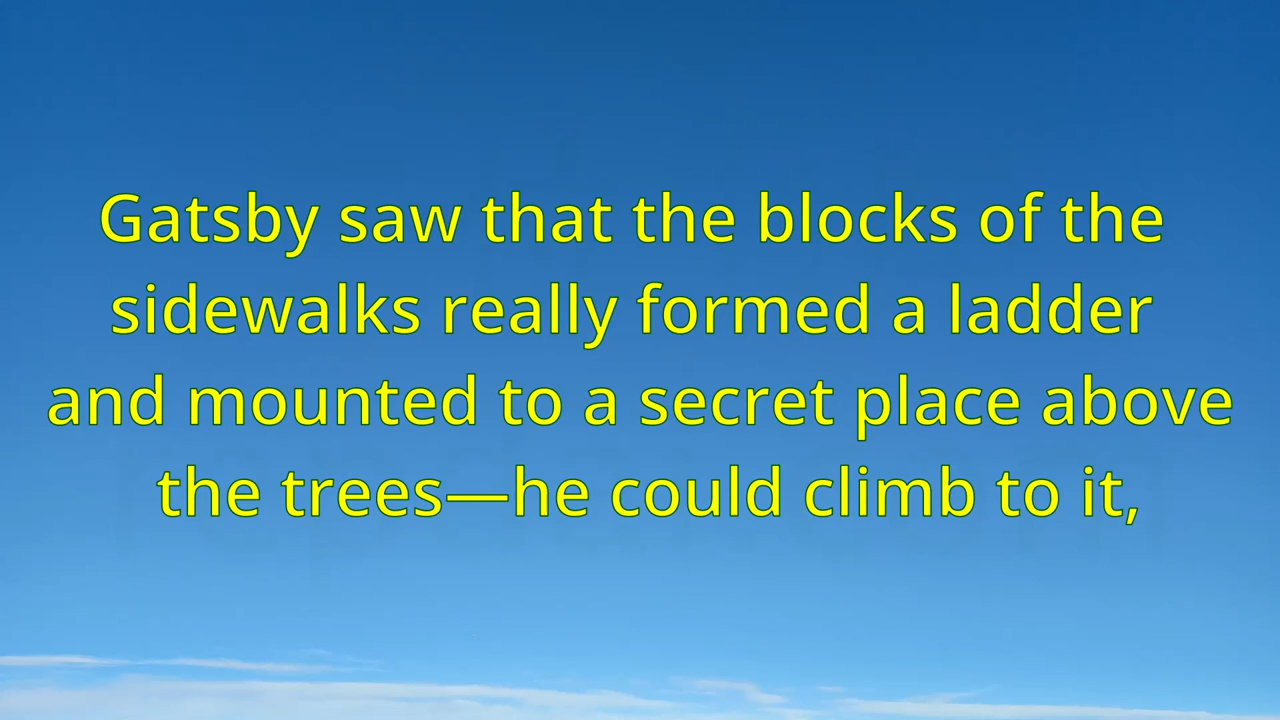 Gatsby saw that the blocks of the
sidewalks really formed a ladder
and mounted to a secret place above
the trees—he could climb to it,